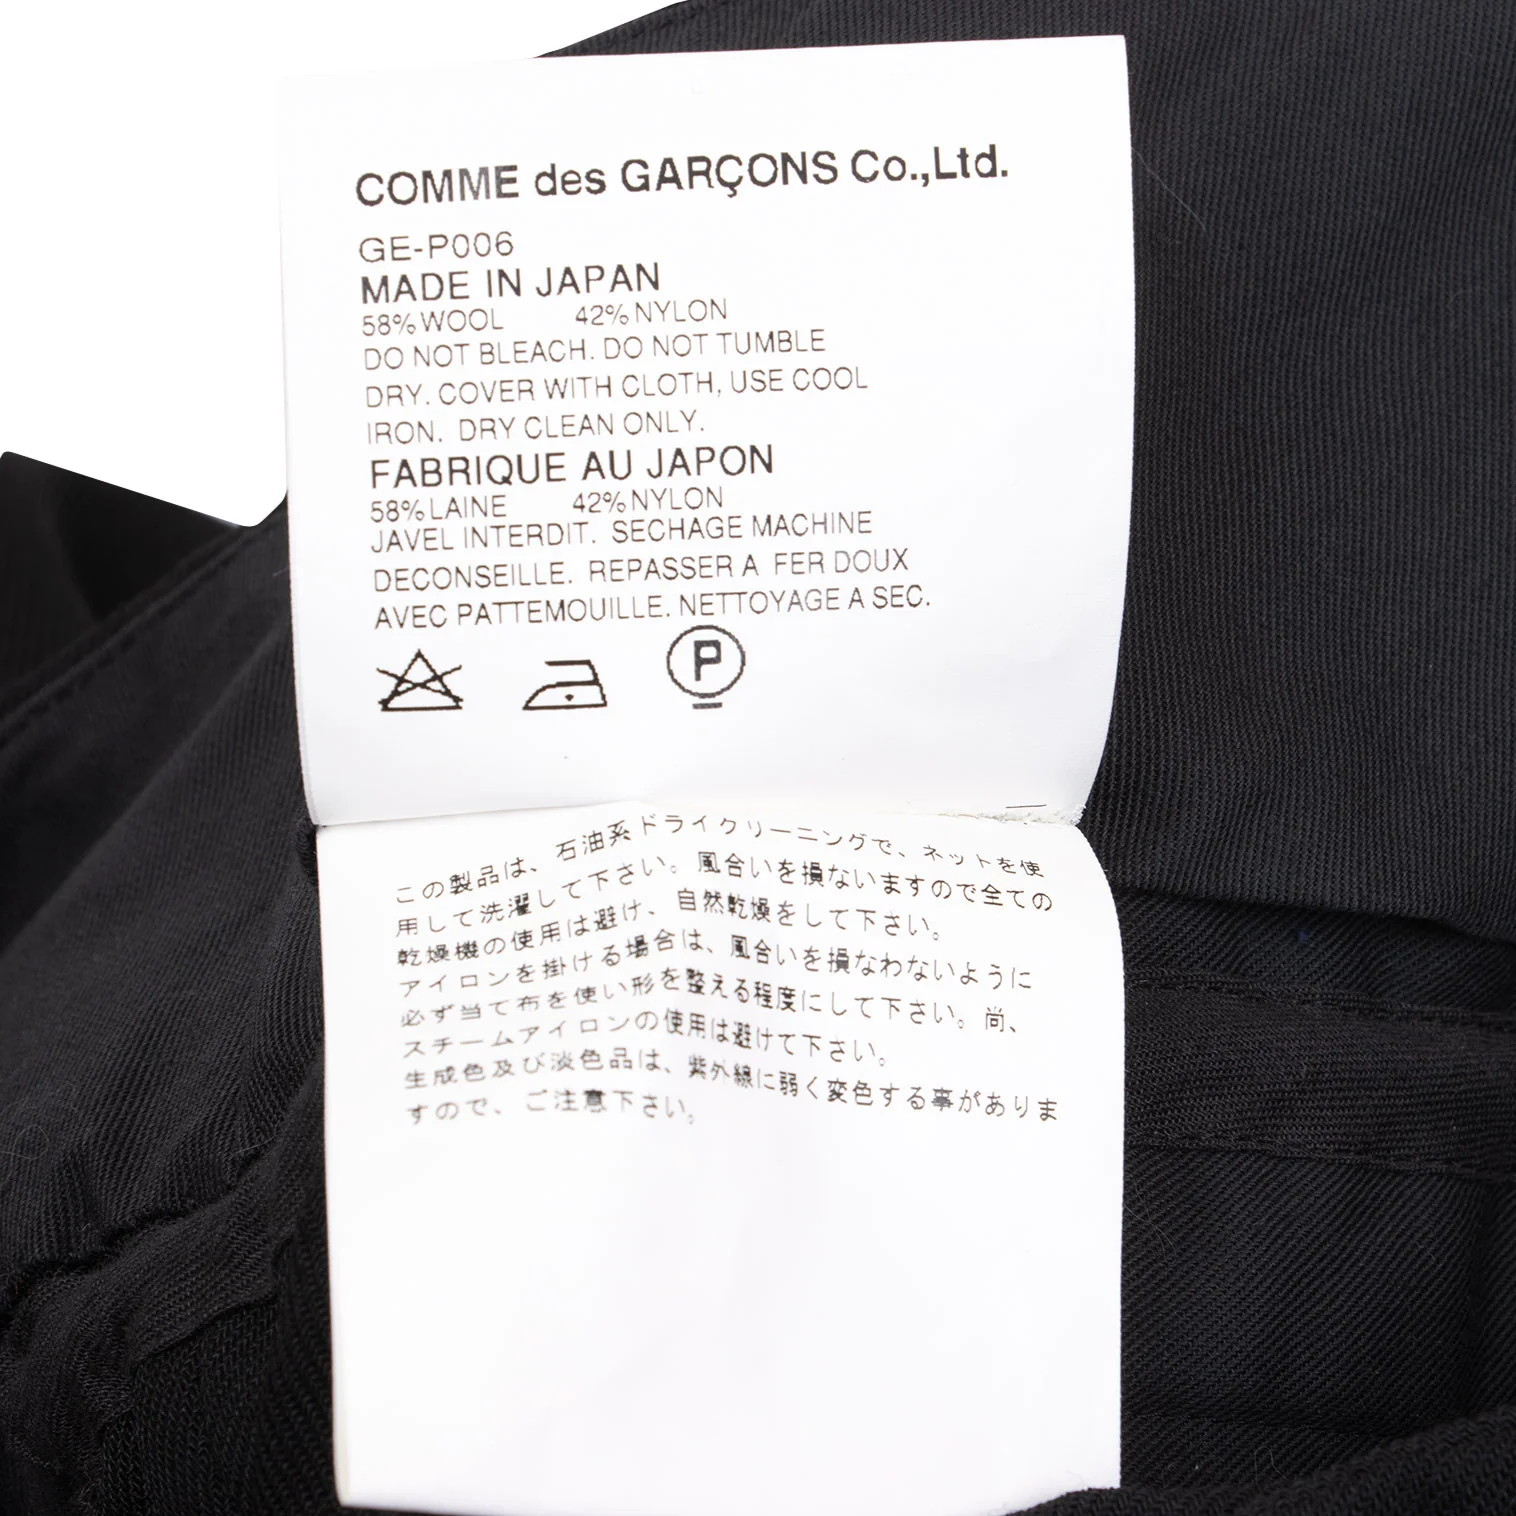 COMME des GARÇONS Co.,Ltd.
GE-P006
MADE IN JAPAN
58%WOOL 42%NYLON
DO NOT BLEACH. DO NOT TUMBLE
DRY. COVER WITH CLOTH, USE COOL
IRON. DRY CLEAN ONLY.
FABRIQUE AU JAPON
58%LAINE 42%NYLON
JAVEL INTERDIT. SECHAGE MACHINE
DECONSEILLE. REPASSER A FER DOUX
AVEC PATTEMOUILLE. NETTOYAGE A SEC.
P
この製品は、石油系ドライクリーニングで、ネットを使
用して洗濯して下さい。風合いを損ないますので全ての
乾燥機の使用は避け、自然乾燥をして下さい。
アイロンを掛ける場合は、風合いを損なわないように
必ず当て布を使い形を整える程度にして下さい。尚、
スチームアイロンの使用は避けて下さい。
生成色及び淡色品は、紫外線に弱く変色する事がありま
すので、ご注意下さい。